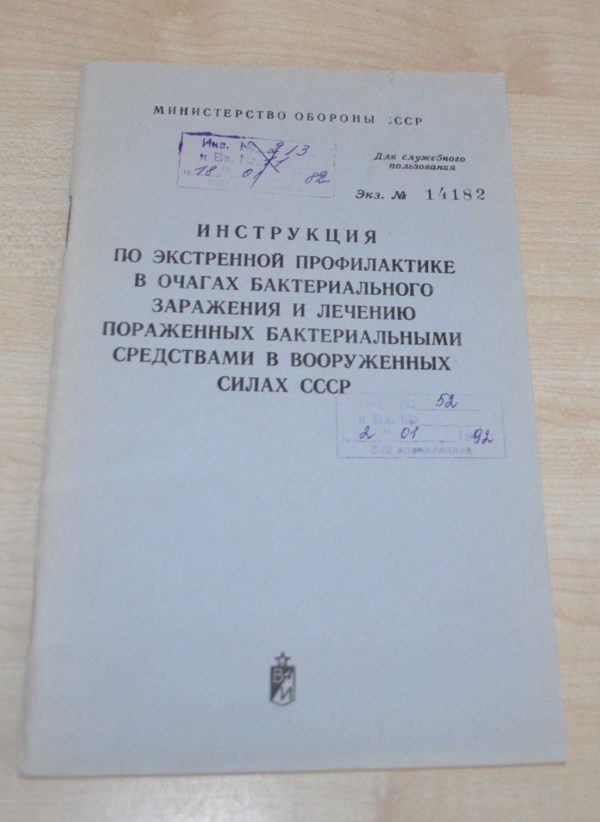 МИНИСТЕРСТВО ОБОРОНЫ СССР
Инв. № 213
и Вх. №
"18" 01 82
Для служебного
пользования
Экз. № 14182
ИНСТРУКЦИЯ
ПО ЭКСТРЕННОЙ ПРОФИЛАКТИКЕ
В ОЧАГАХ БАКТЕРИАЛЬНОГО
ЗАРАЖЕНИЯ И ЛЕЧЕНИЮ
ПОРАЖЕННЫХ БАКТЕРИАЛЬНЫМИ
СРЕДСТВАМИ В ВООРУЖЕННЫХ
СИЛАХ СССР
Инв. № 52
и Вх. №
"2" 01 1992